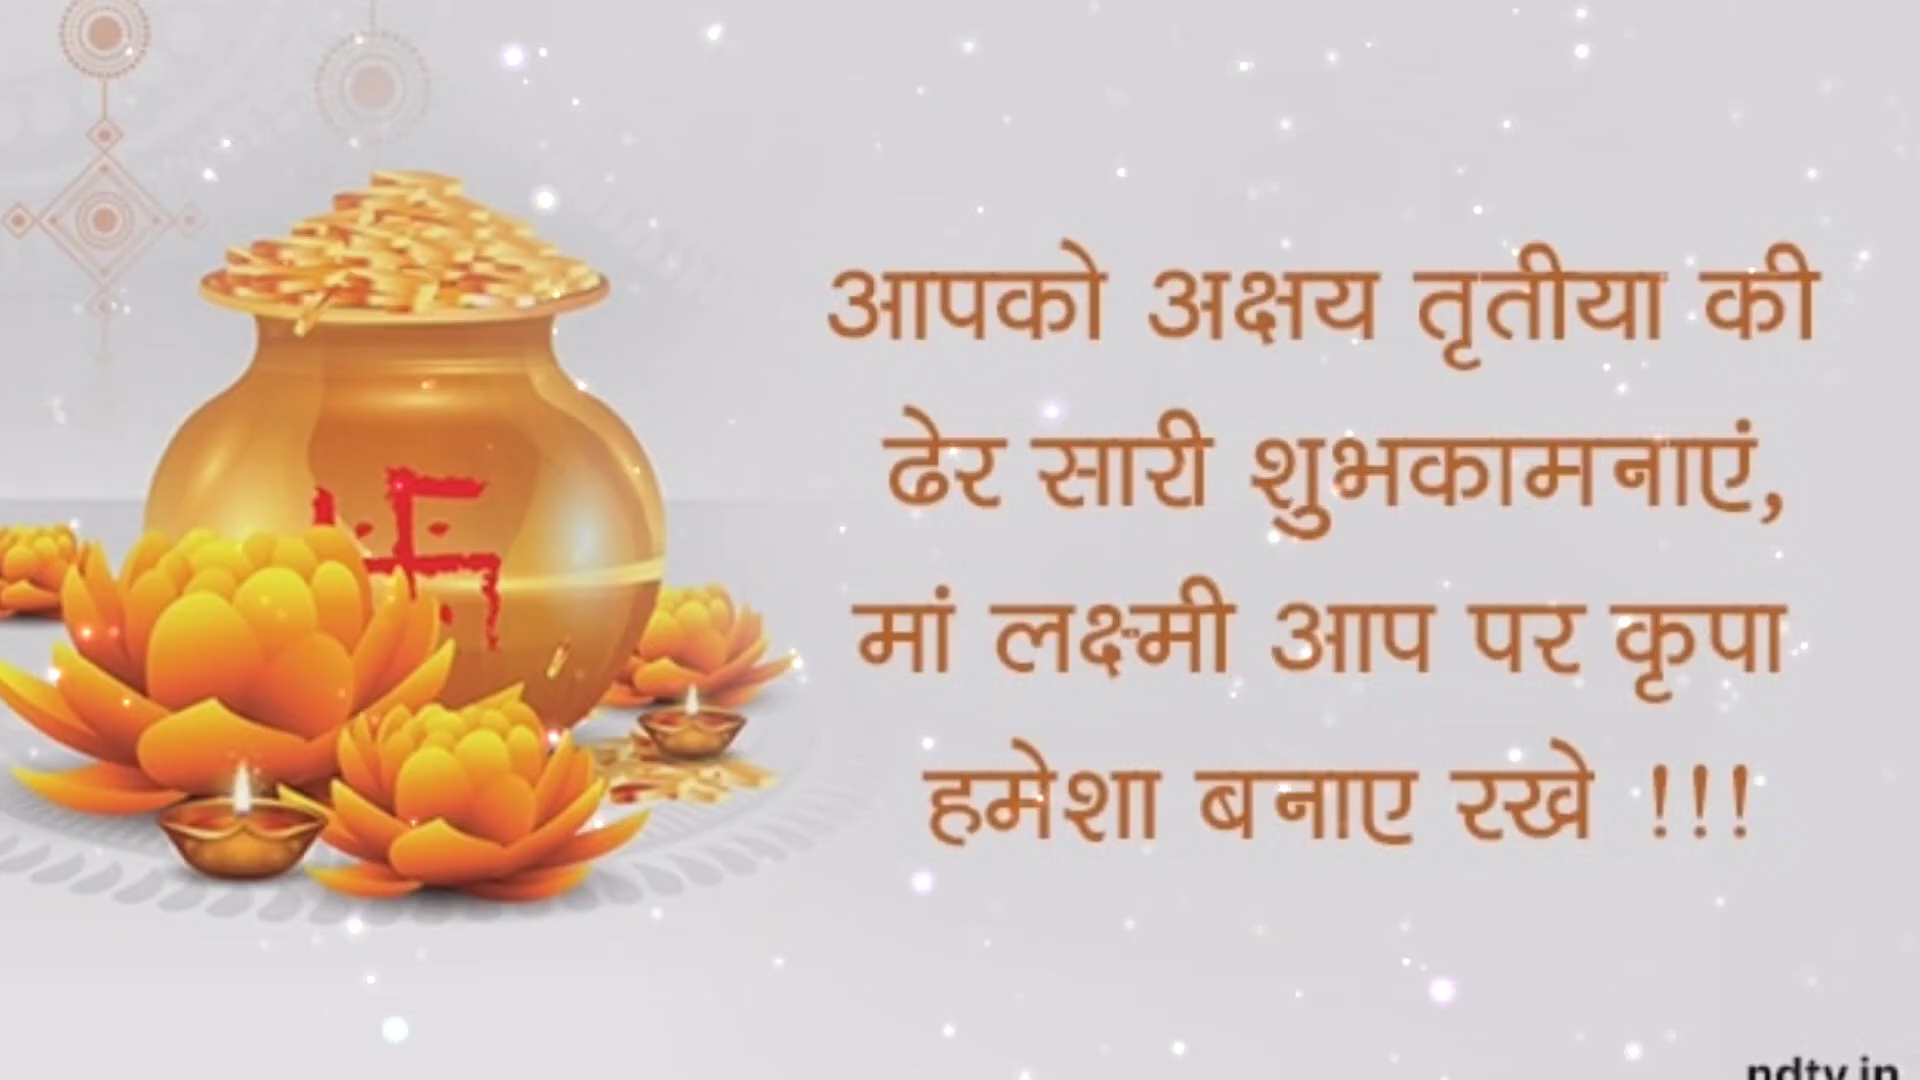 आपको अक्षय तृतीया की
ढेर सारी शुभकामनाएं,
मां लक्ष्मी आप पर कृपा
हमेशा बनाए रखे !!!
ndtv.in